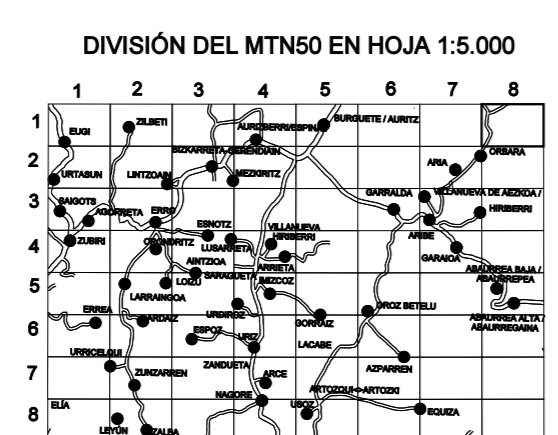 DIVISIÓN DEL MTN50 EN HOJA 1:5.000
1 2 3 4 5 6 7 8
1
ZILBETI
BURGUETE / AURITZ
AURIZBERRI/ESPINAL
EUGI
2
BIZKARRETA-GERENDIAIN
ORBARA
ARIA
URTASUN
LINTZOAIN
MEZKIRITZ
3
GARRALDA
VILLANUEVA DE AEZKOA /
HIRIBERRI
SAIGOTS
AGORRETA
ERRO
ESNOTZ
VILLANUEVA
HIRIBERRI
ARIBE
4
ZUBIRI
LUSARRETA
GARAIOA
AINTZIOA
ARRIETA
ABAURREA BAJA /
ABAURREPEA
5
LOIZU
SARAGUETA
IMIZCOZ
LARRAINGOA
URDIROZ
OROZ BETELU
ABAURREA ALTA /
ABAURREGAINA
6
ERREA
ARDAIZ
GORRAIZ
ESPOZ
URIZ
LACABE
URRICELQUI
AZPARREN
7
ZUNZARREN
ZANDUETA
ARCE
ARTOZQUI<>ARTOZKI
NAGORE
8
ELÍA
USOZ
EQUIZA
LEYÚN